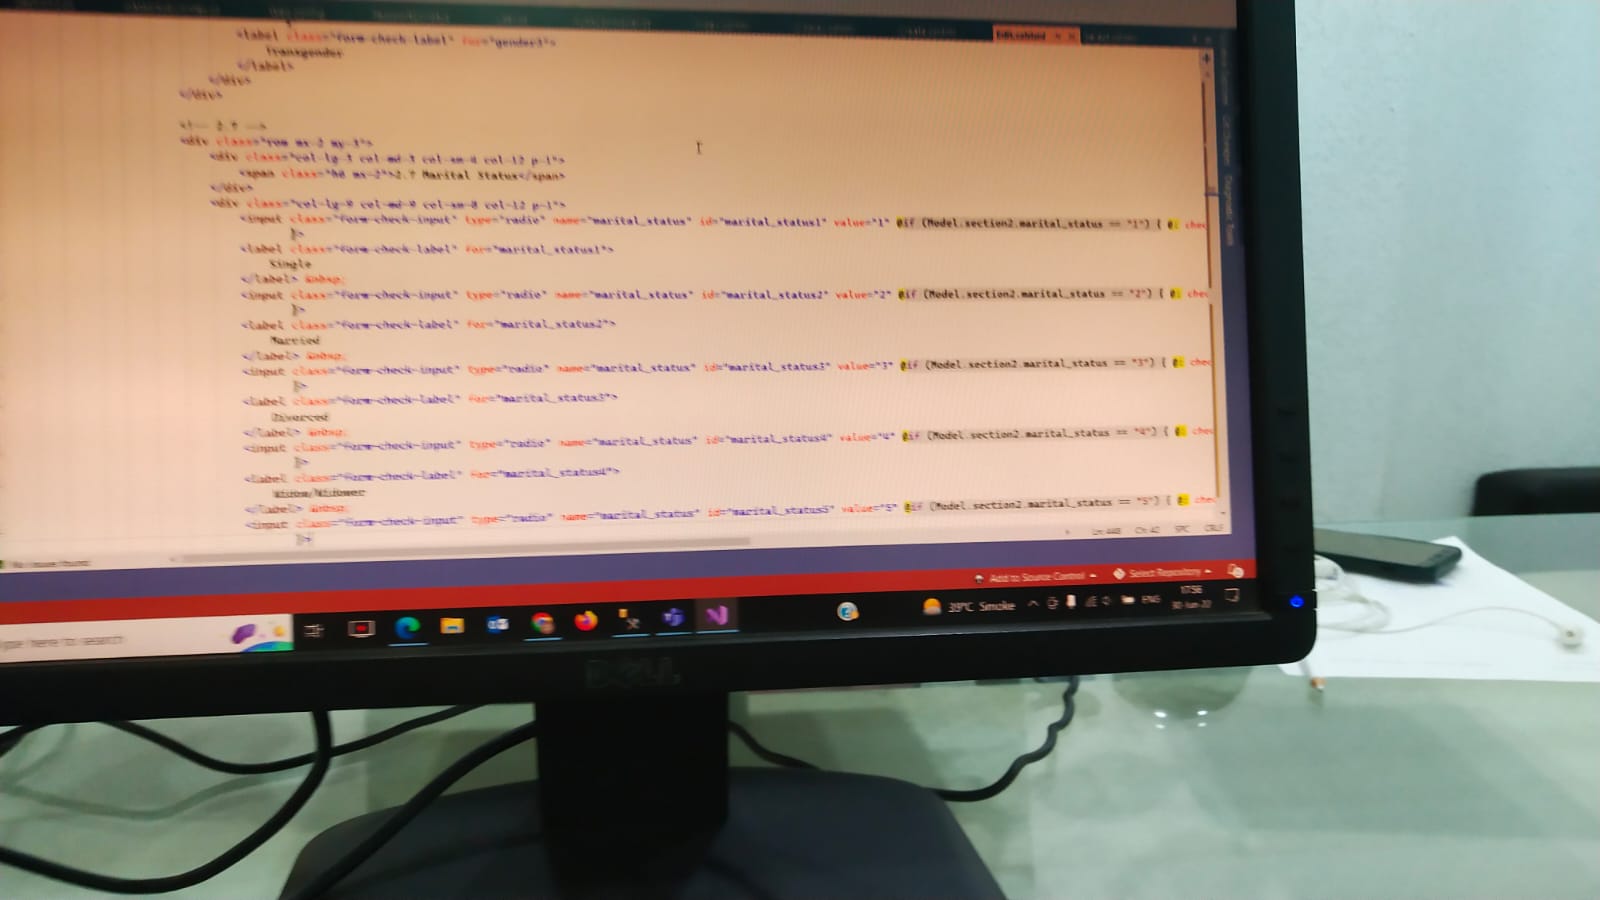 <label class="form-check-label" for="gender3">
Transgender
</label>
</div>
</div>
<!-- 2.7 -->
<div class="row mx-2 my-3">
<div class="col-lg-3 col-md-3 col-sm-4 col-12 p-1">
<span class="hd mx-2">2.7 Marital Status</span>
</div>
<div class="col-lg-9 col-md-9 col-sm-8 col-12 p-1">
<input class="form-check-input" type="radio" name="marital_status" id="marital_status1" value="1" @if (Model.section2.marital_status == "1") { @: chec
}>
<label class="form-check-label" for="marital_status1">
Single
</label> &nbsp;
<input class="form-check-input" type="radio" name="marital_status" id="marital_status2" value="2" @if (Model.section2.marital_status == "2") { @: chec
}>
<label class="form-check-label" for="marital_status2">
Married
</label> &nbsp;
<input class="form-check-input" type="radio" name="marital_status" id="marital_status3" value="3" @if (Model.section2.marital_status == "3") { @: chec
}>
<label class="form-check-label" for="marital_status3">
Divorced
</label> &nbsp;
<input class="form-check-input" type="radio" name="marital_status" id="marital_status4" value="4" @if (Model.section2.marital_status == "4") { @: chec
}>
<label class="form-check-label" for="marital_status4">
Widow/Widower
</label> &nbsp;
<input class="form-check-input" type="radio" name="marital_status" id="marital_status5" value="5" @if (Model.section2.marital_status == "5") { @: chec
}>
No issues found
Ln: 448 Ch: 42 SPC CRLF
Add to Source Control Select Repository
ype here to search
39°C Smoke ENG 17:56
30-Jun-22
DELL
Diagnostic Tools